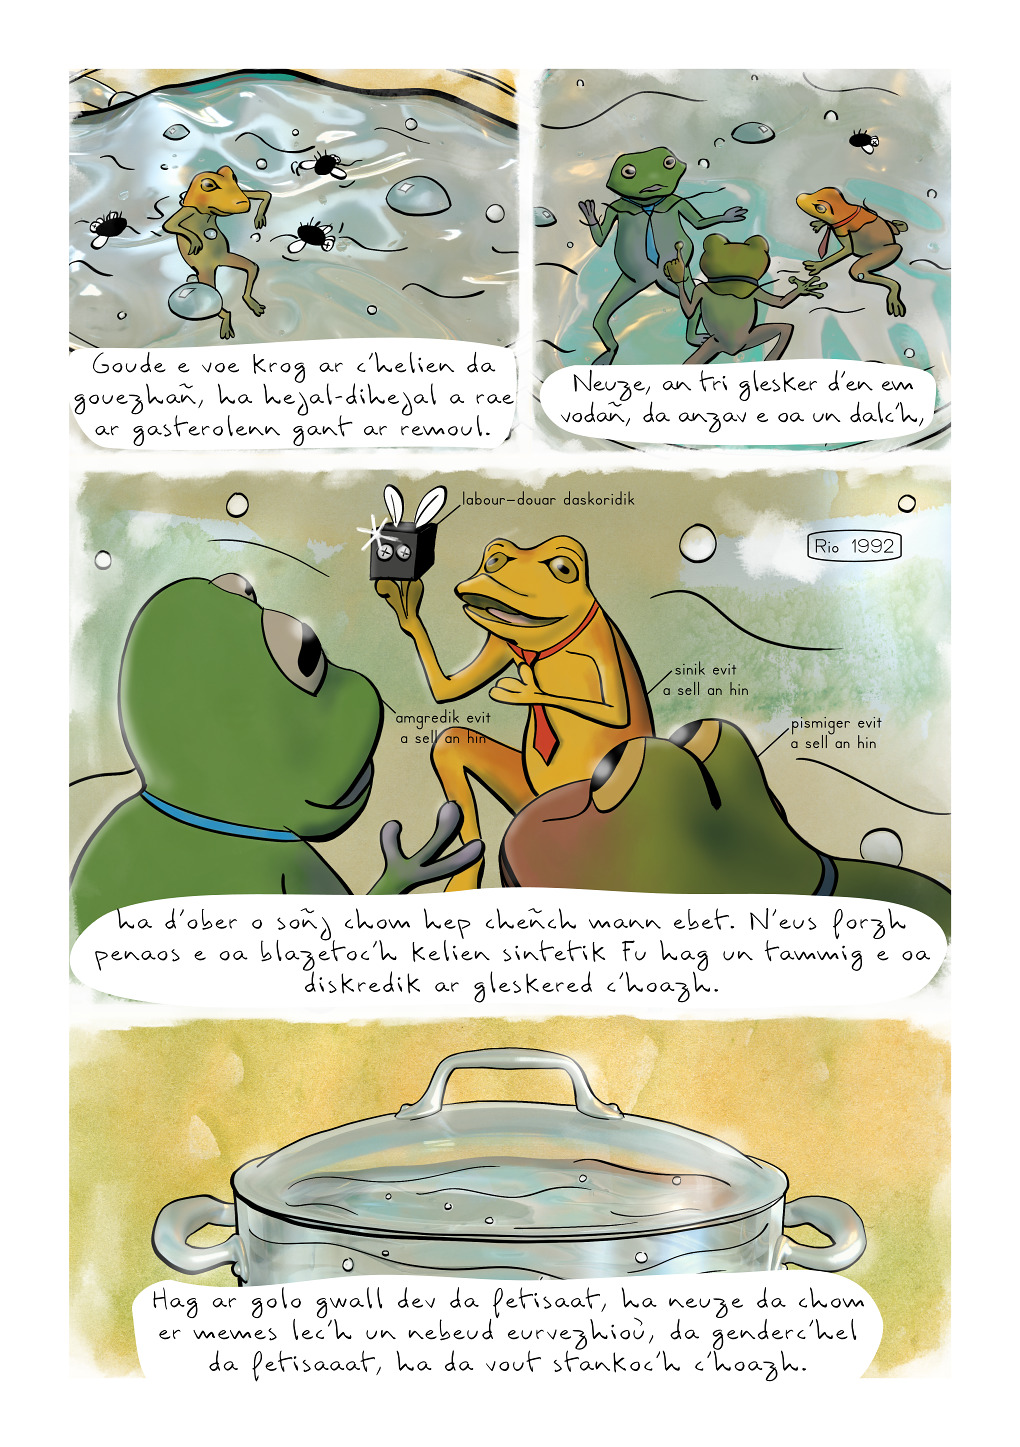 Goude e voe krog ar c'helien da
gouezhañ, ha hejal-dihejal a rae
ar gasterolenn gant ar remoul.
Neuze, an tri glesker d'en em
vodañ, da anzav e oa un dalc'h,
labour-douar daskoridik
Rio 1992
sinik evit
a sell an hin
amgredik evit
a sell an hin
pismiger evit
a sell an hin
ha d'ober o soñj chom hep cheñch mann ebet. N'eus forzh
penaos e oa blazetoc'h kelien sintetik Fu hag un tammig e oa
diskredik ar gleskered c'hoazh.
Hag ar golo gwall dev da fetisaat, ha neuze da chom
er memes lec'h un nebeud eurvezhioù, da genderc'hel
da fetisaaat, ha da vout stankoc'h c'hoazh.